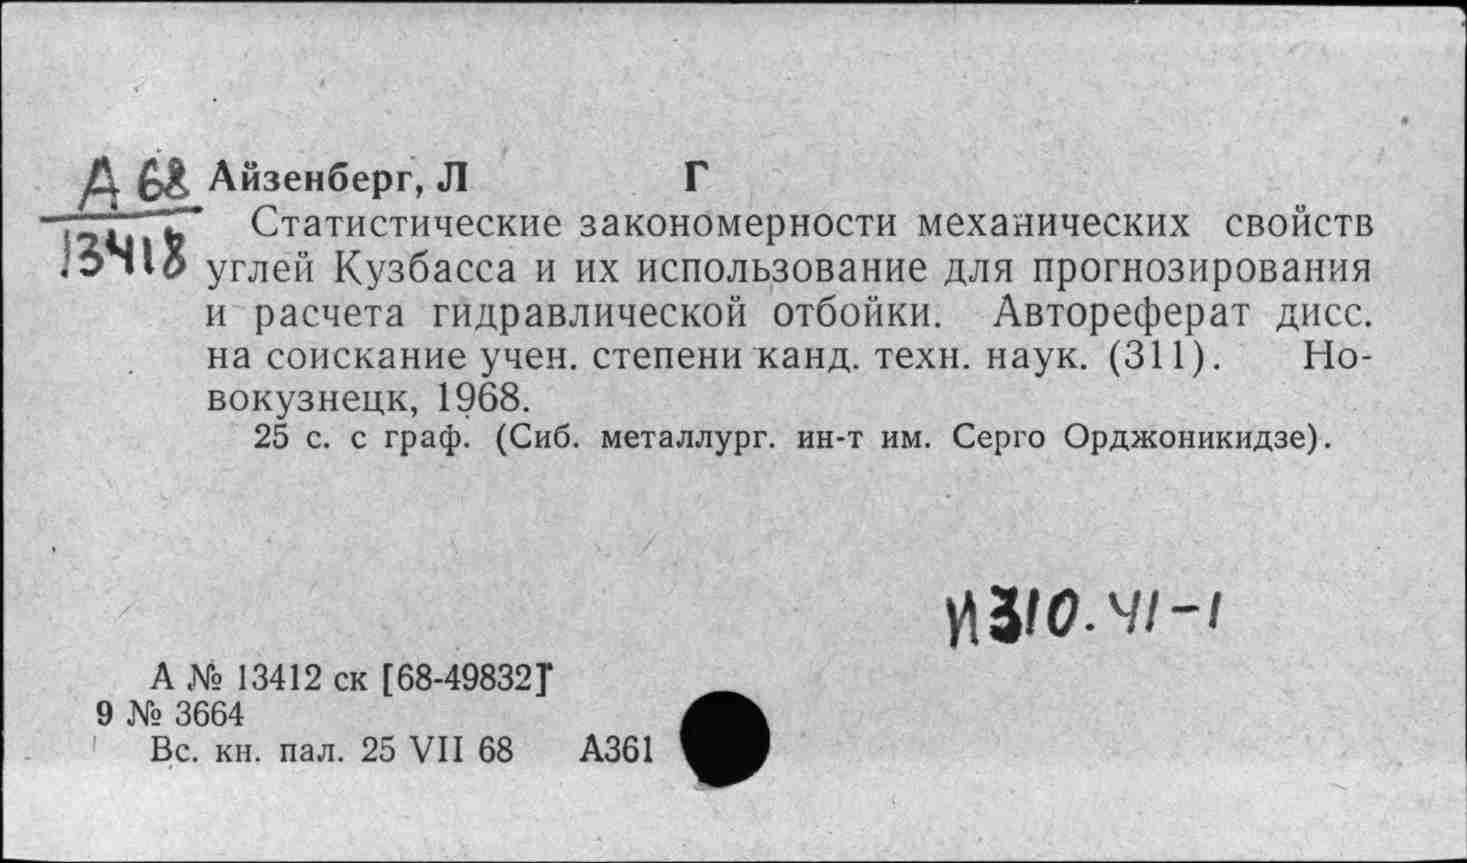 Д 68 Айзенберг, Л Г
13418
Статистические закономерности механических свойств
углей Кузбасса и их использование для прогнозирования
и расчета гидравлической отбойки. Автореферат дисс.
на соискание учен. степени канд. техн. наук. (311). Но-
вокузнецк, 1968.
25 с. с граф. (Сиб. металлург. ин-т им. Серго Орджоникидзе).
И310.41-1
А № 13412 ск [68-49832]
9 № 3664
Вс. кн. пал. 25 VII 68 А361